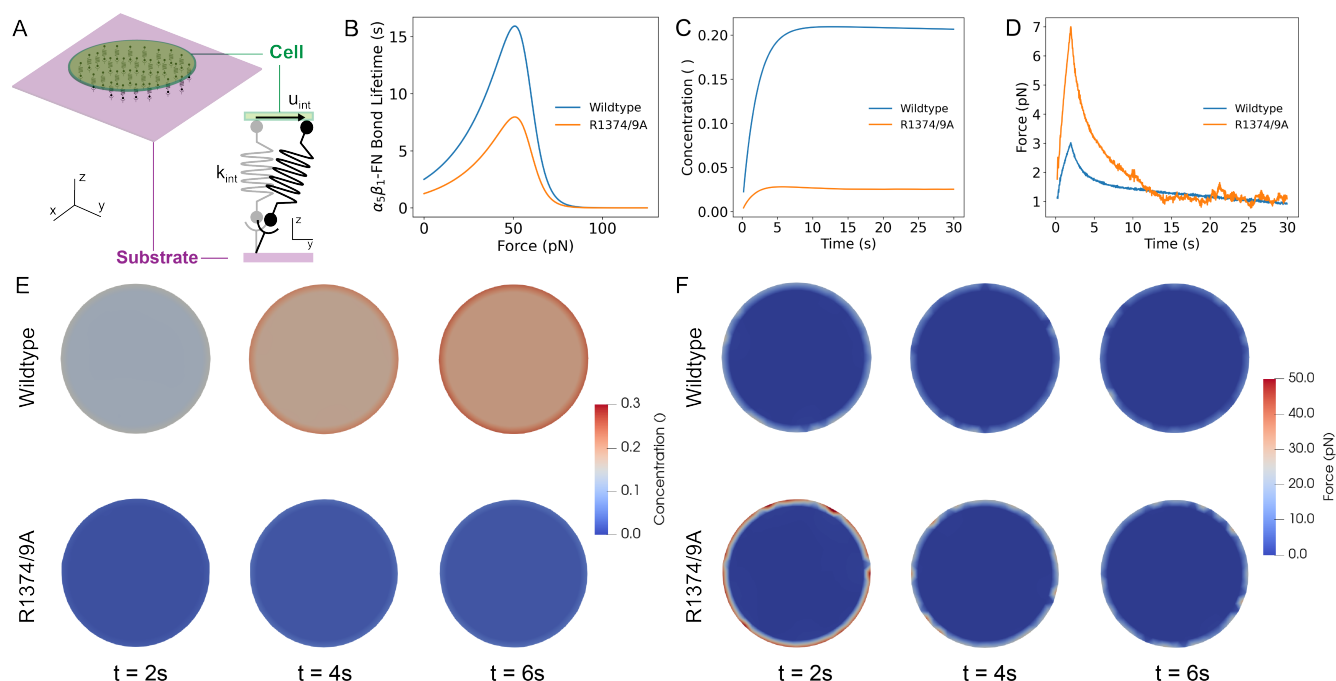 A
Cell
u_int
k_int
z
y
x
z
y
Substrate
B
α5β1-FN Bond Lifetime (s)
15
10
5
0
Wildtype
R1374/9A
0 50 100
Force (pN)
C
Concentration ( )
0.20
0.15
0.10
0.05
0.00
Wildtype
R1374/9A
0 5 10 15 20 25 30
Time (s)
D
Force (pN)
7
6
5
4
3
2
1
Wildtype
R1374/9A
0 5 10 15 20 25 30
Time (s)
E
Wildtype
R1374/9A
0.3
0.2
0.1
0.0
Concentration ()
t = 2s t = 4s t = 6s
F
Wildtype
R1374/9A
50.0
40.0
30.0
20.0
10.0
0.0
Force (pN)
t = 2s t = 4s t = 6s